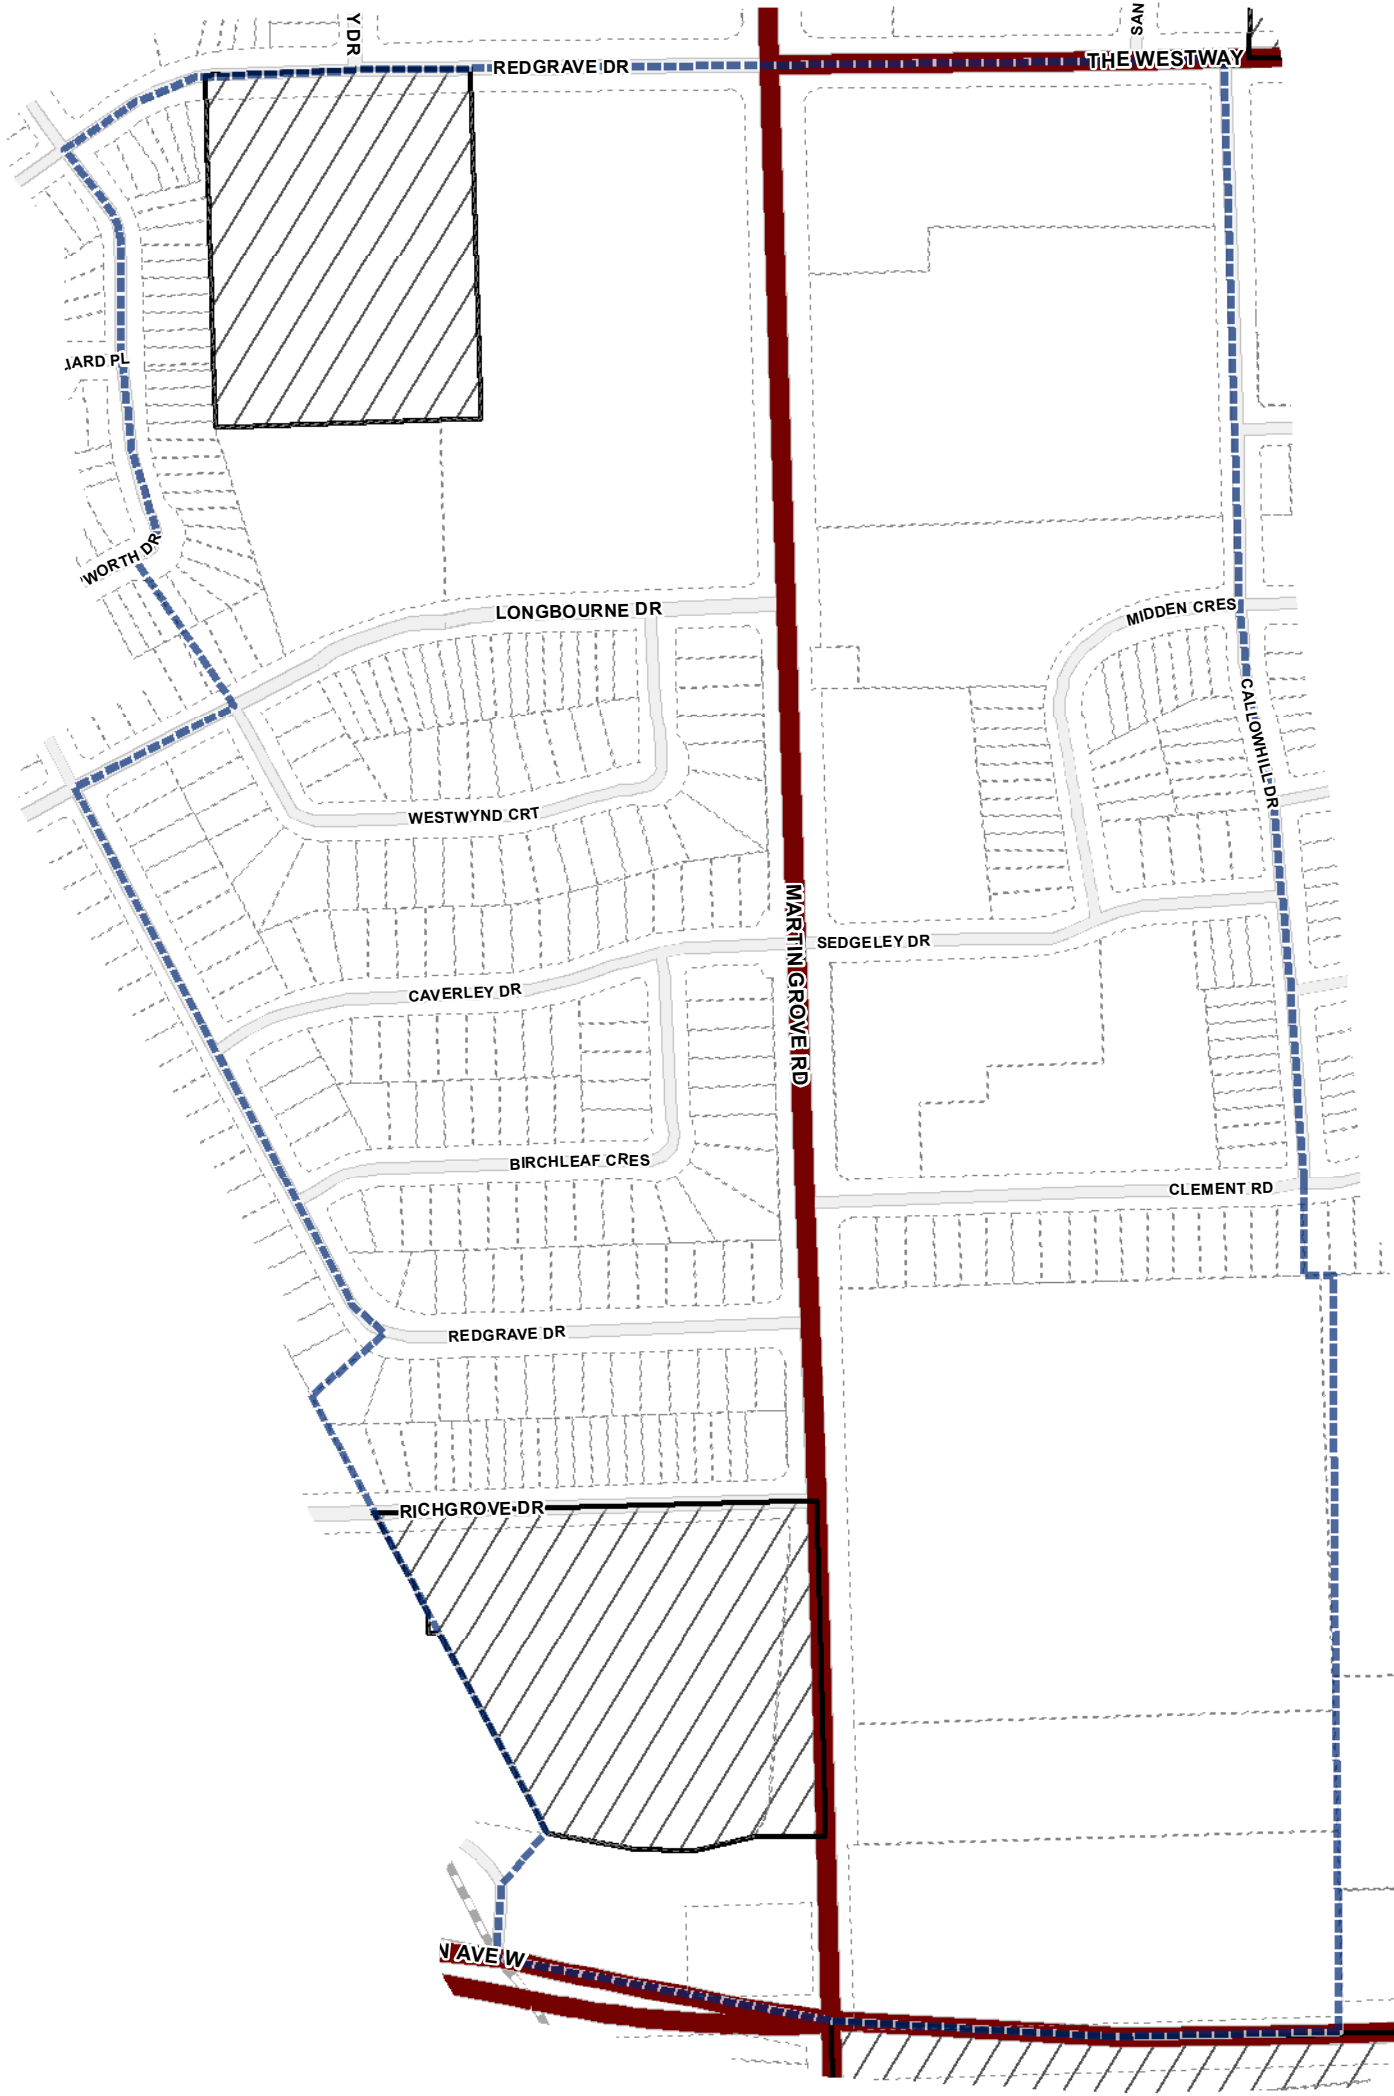 Y DR
SAN
REDGRAVE DR
THE WESTWAY
IARD PL
WORTH DR
LONGBOURNE DR
MIDDEN CRES
CALLOWHILL DR
WESTWYND CRT
MARTIN GROVE RD
SEDGELEY DR
CAVERLEY DR
BIRCHLEAF CRES
CLEMENT RD
REDGRAVE DR
RICHGROVE DR
N AVE W